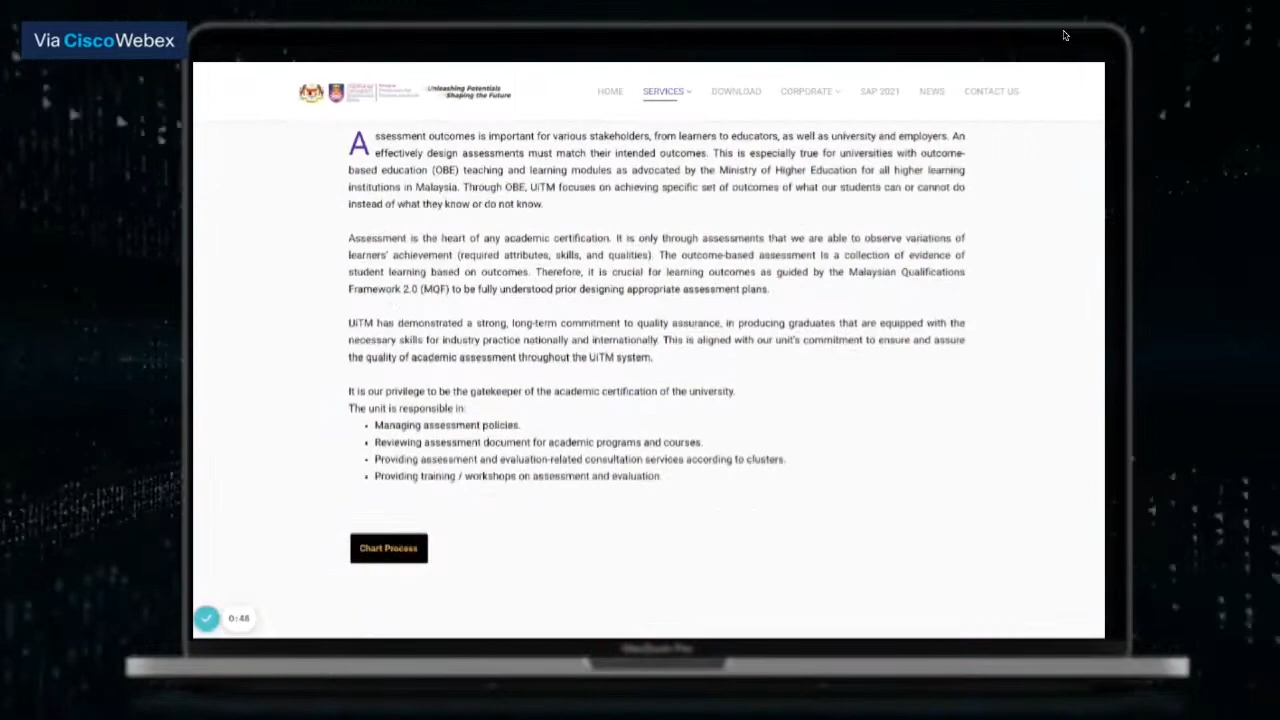 Via CiscoWebex
Unleashing Potentials
Shaping the Future
HOME SERVICES DOWNLOAD CORPORATE SAP 2021 NEWS CONTACT US
Assessment outcomes is important for various stakeholders, from learners to educators, as well as university and employers. An
effectively design assessments must match their intended outcomes. This is especially true for universities with outcome-
based education (OBE) teaching and learning modules as advocated by the Ministry of Higher Education for all higher learning
institutions in Malaysia. Through OBE, UiTM focuses on achieving specific set of outcomes of what our students can or cannot do
instead of what they know or do not know.
Assessment is the heart of any academic certification. It is only through assessments that we are able to observe variations of
learners' achievement (required attributes, skills, and qualities). The outcome-based assessment is a collection of evidence of
student learning based on outcomes. Therefore, it is crucial for learning outcomes as guided by the Malaysian Qualifications
Framework 2.0 (MQF) to be fully understood prior designing appropriate assessment plans.
UiTM has demonstrated a strong, long-term commitment to quality assurance, in producing graduates that are equipped with the
necessary skills for industry practice nationally and internationally. This is aligned with our unit's commitment to ensure and assure
the quality of academic assessment throughout the UiTM system.
It is our privilege to be the gatekeeper of the academic certification of the university.
The unit is responsible in:
• Managing assessment policies.
• Reviewing assessment document for academic programs and courses.
• Providing assessment and evaluation-related consultation services according to clusters.
• Providing training / workshops on assessment and evaluation.
Chart Process
0:46
MacBook Pro